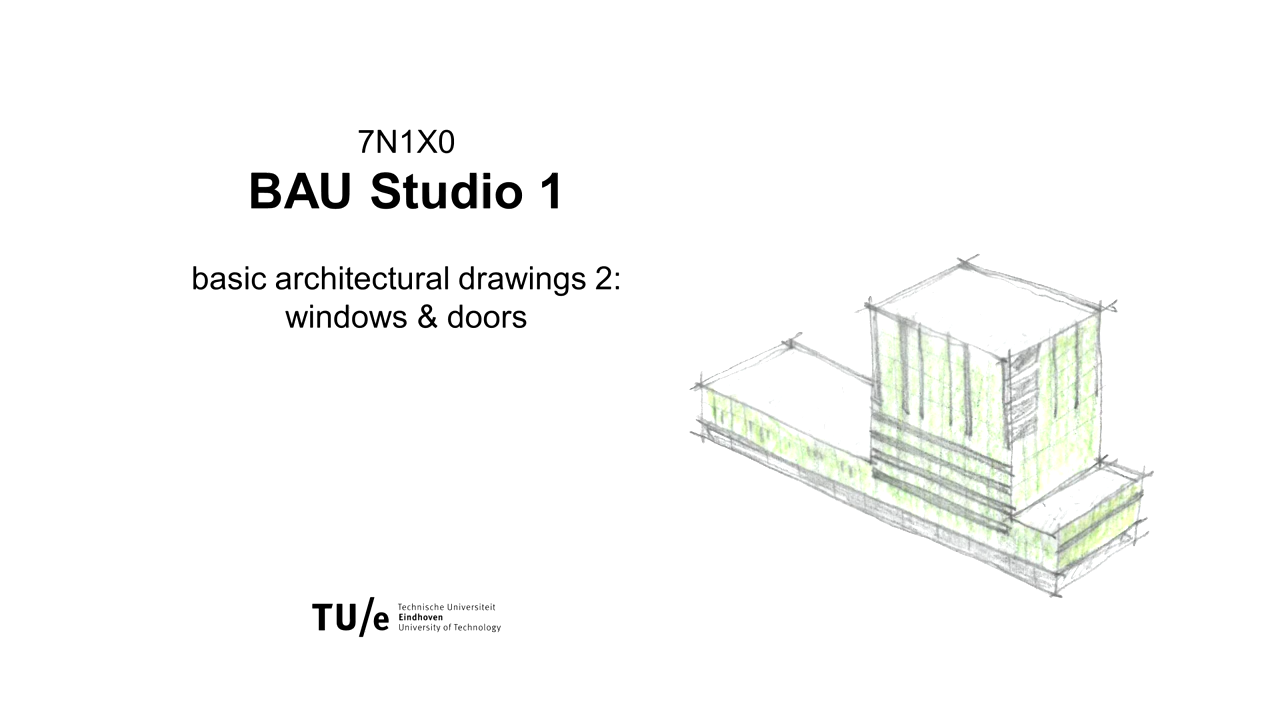 7N1X0
BAU Studio 1
basic architectural drawings 2:
windows & doors
TU/e
Technische Universiteit
Eindhoven
University of Technology